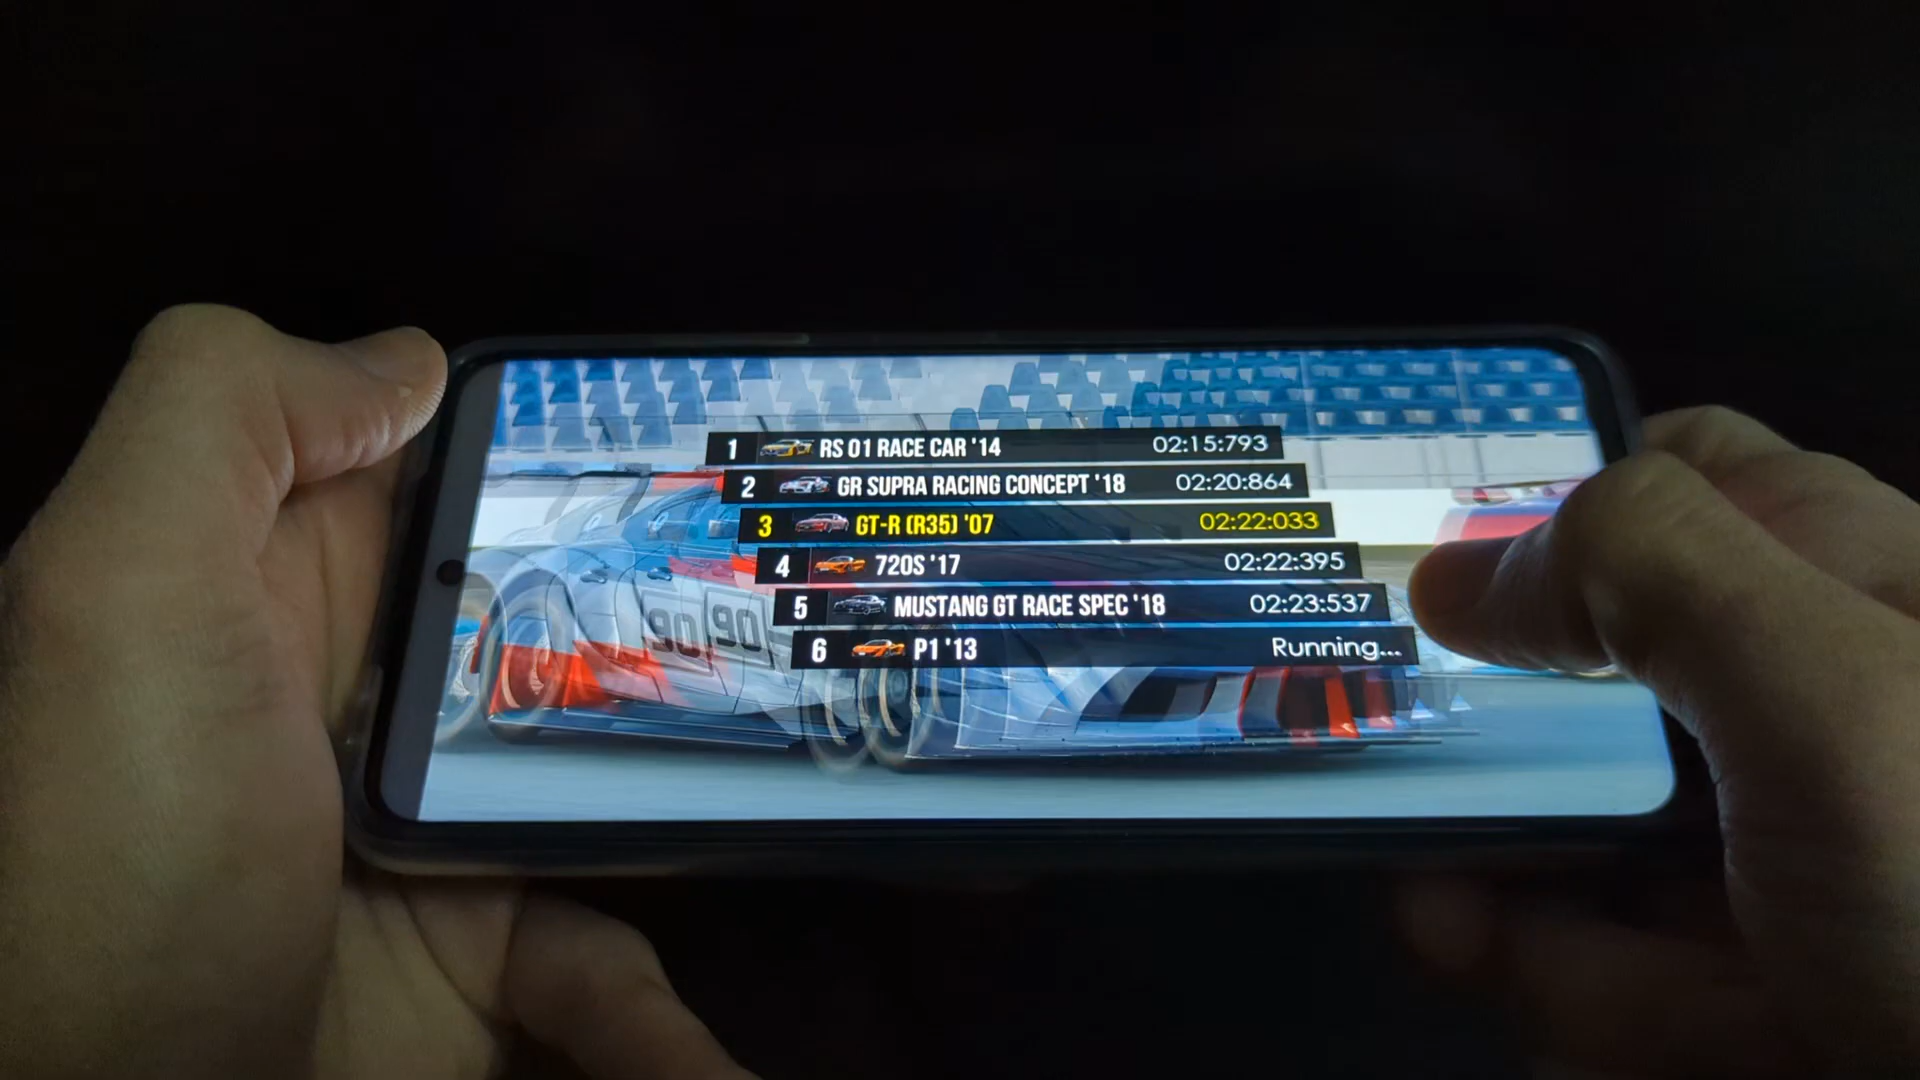 1 RS 01 RACE CAR '14 02:15:793
2 GR SUPRA RACING CONCEPT '18 02:20:864
3 GT-R (R35) '07 02:22:033
4 720S '17 02:22:395
5 MUSTANG GT RACE SPEC '18 02:23:537
6 P1 '13 Running...
90 90